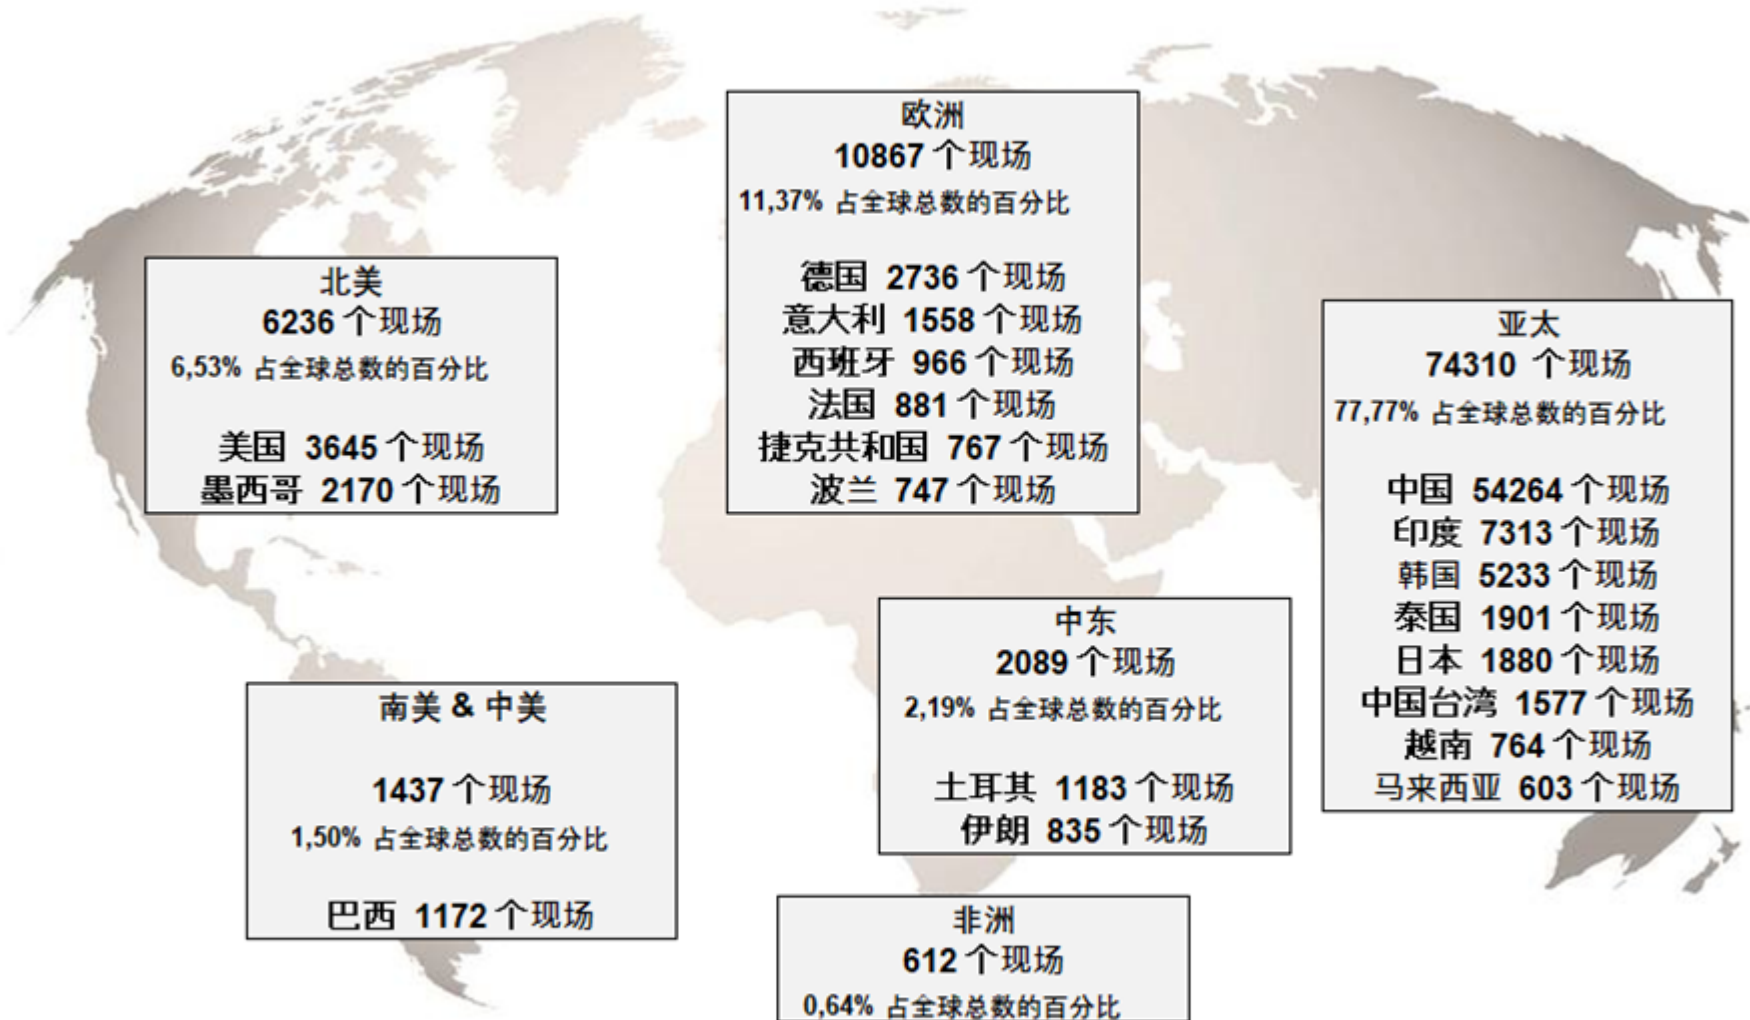 北美
6236 个现场
6,53% 占全球总数的百分比
美国 3645 个现场
墨西哥 2170 个现场
欧洲
10867 个现场
11,37% 占全球总数的百分比
德国 2736 个现场
意大利 1558 个现场
西班牙 966 个现场
法国 881 个现场
捷克共和国 767 个现场
波兰 747 个现场
亚太
74310 个现场
77,77% 占全球总数的百分比
中国 54264 个现场
印度 7313 个现场
韩国 5233 个现场
泰国 1901 个现场
日本 1880 个现场
中国台湾 1577 个现场
越南 764 个现场
马来西亚 603 个现场
南美 & 中美
1437 个现场
1,50% 占全球总数的百分比
巴西 1172 个现场
中东
2089 个现场
2,19% 占全球总数的百分比
土耳其 1183 个现场
伊朗 835 个现场
非洲
612 个现场
0,64% 占全球总数的百分比